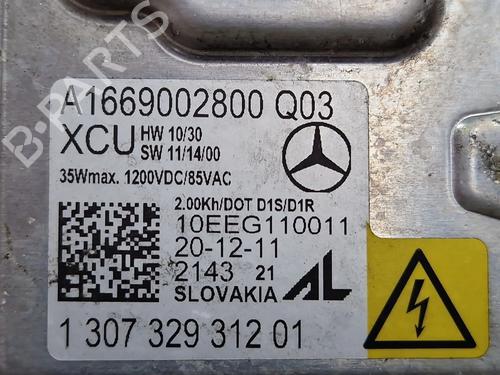 B-PARTS
A1669002800 Q03
XCU HW 10/30
SW 11/14/00
35Wmax. 1200VDC/85VAC
2.00Kh/DOT D1S/D1R
10EEG110011
20-12-11
2143 21
SLOVAKIA AL
1 307 329 312 01